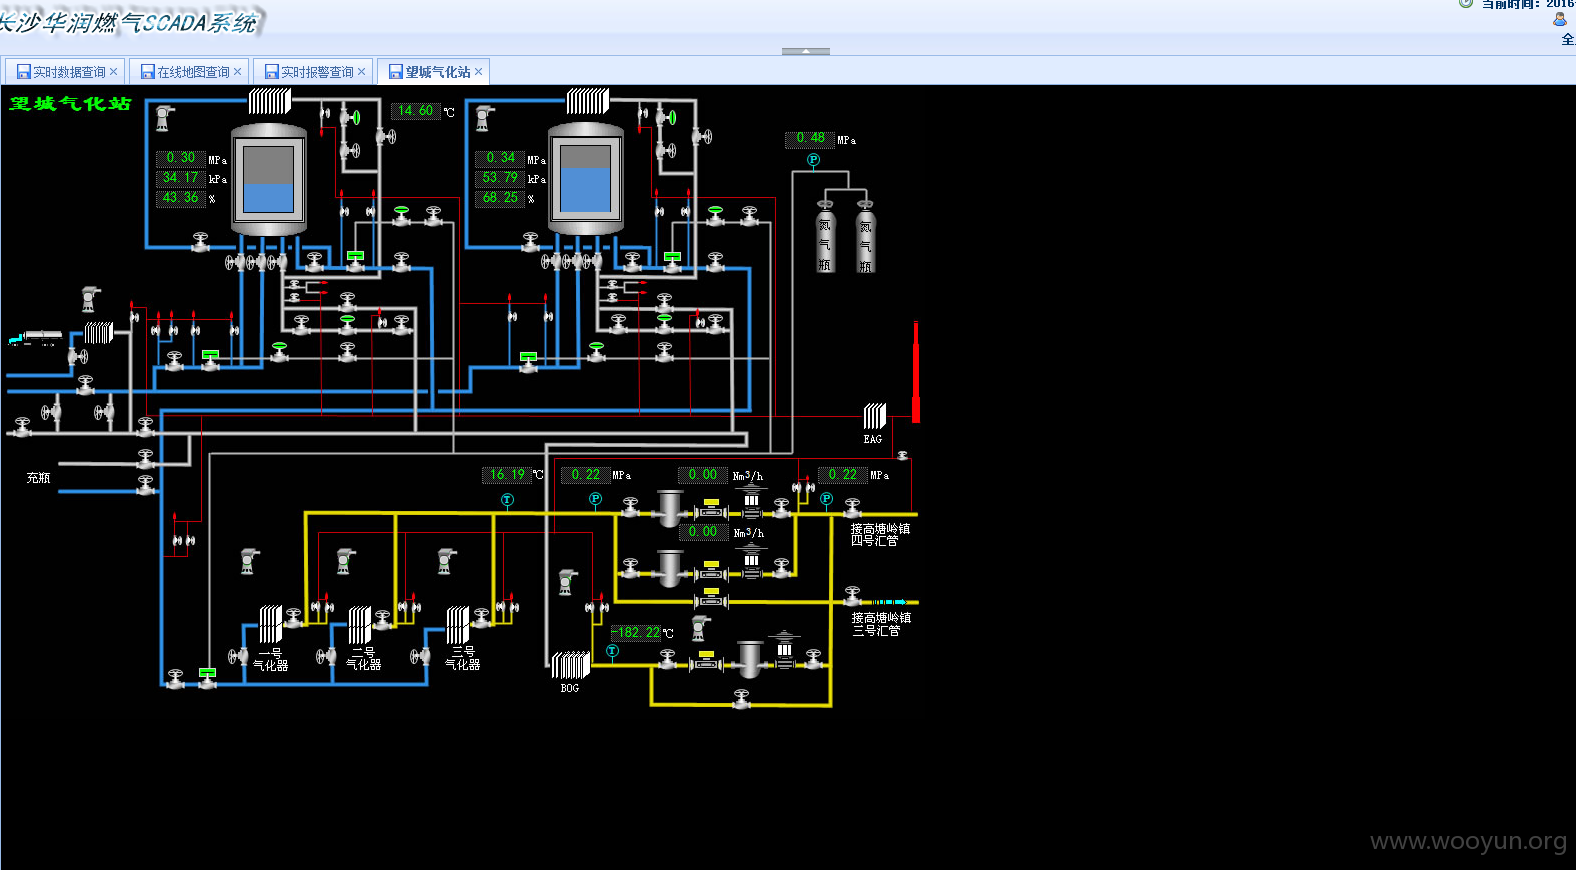 长沙华润燃气SCADA系统
当前时间: 2016
全
实时数据查询
在线地图查询
实时报警查询
望城气化站
望城气化站
14.60 ℃
0.30 MPa
34.17 kPa
43.36 %
0.34 MPa
53.79 kPa
68.25 %
0.48 MPa
P
氮气瓶
氮气瓶
EAG
充瓶
16.19 ℃
0.22 MPa
0.00 Nm3/h
0.22 MPa
T
P
P
0.00 Nm3/h
接高塘岭镇
四号汇管
接高塘岭镇
三号汇管
-182.22 ℃
T
一号
气化器
二号
气化器
三号
气化器
BOG
www.wooyun.org